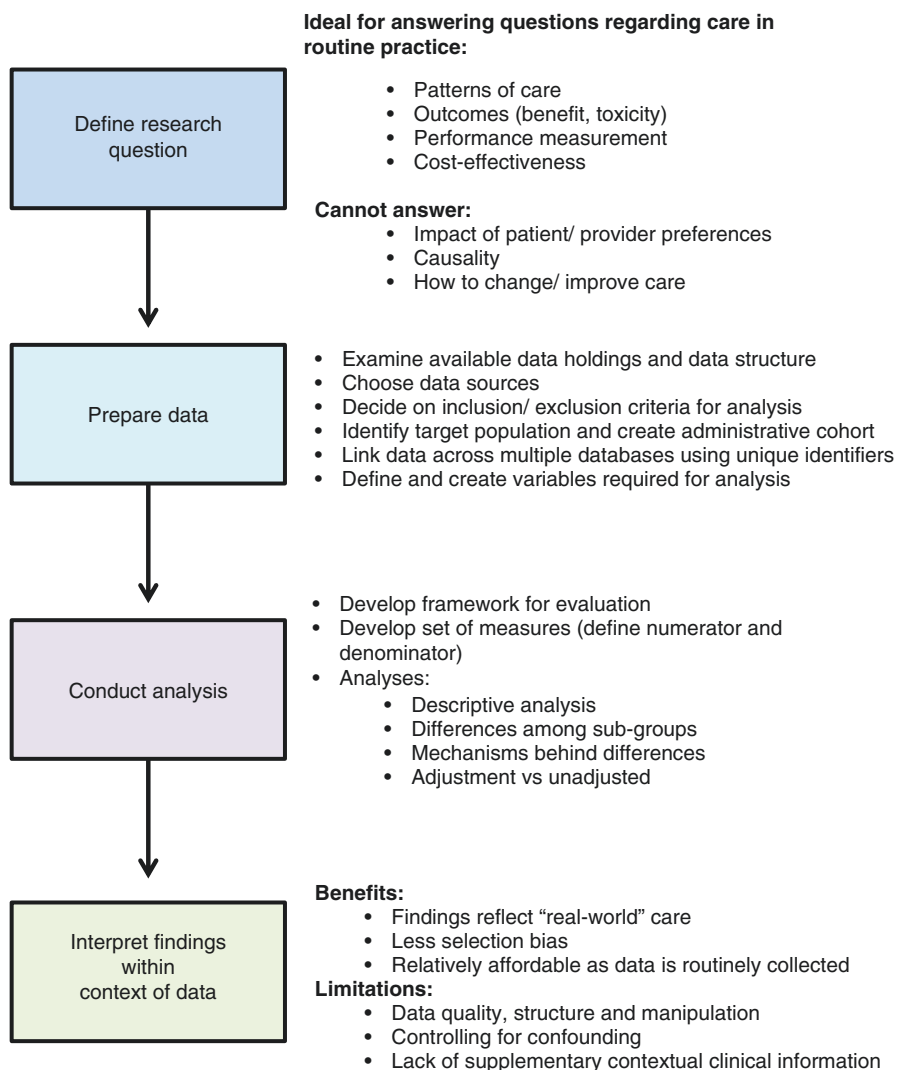 Ideal for answering questions regarding care in
routine practice:
Define research
question
• Patterns of care
• Outcomes (benefit, toxicity)
• Performance measurement
• Cost-effectiveness
Cannot answer:
• Impact of patient/ provider preferences
• Causality
• How to change/ improve care
Prepare data
• Examine available data holdings and data structure
• Choose data sources
• Decide on inclusion/ exclusion criteria for analysis
• Identify target population and create administrative cohort
• Link data across multiple databases using unique identifiers
• Define and create variables required for analysis
Conduct analysis
• Develop framework for evaluation
• Develop set of measures (define numerator and
denominator)
• Analyses:
• Descriptive analysis
• Differences among sub-groups
• Mechanisms behind differences
• Adjustment vs unadjusted
Interpret findings
within
context of data
Benefits:
• Findings reflect “real-world” care
• Less selection bias
• Relatively affordable as data is routinely collected
Limitations:
• Data quality, structure and manipulation
• Controlling for confounding
• Lack of supplementary contextual clinical information